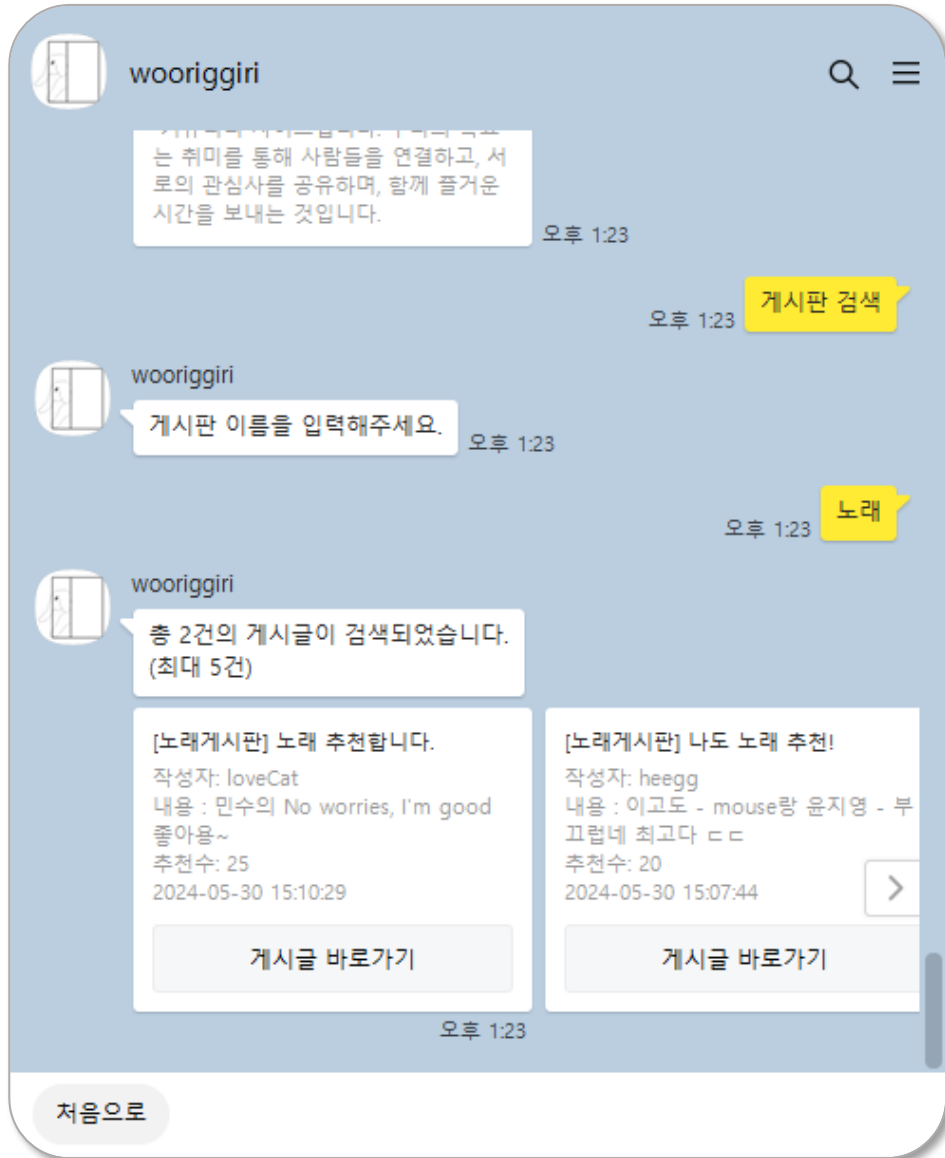 wooriggiri
는 취미를 통해 사람들을 연결하고, 서
로의 관심사를 공유하며, 함께 즐거운
시간을 보내는 것입니다.
오후 1:23
게시판 검색
오후 1:23
wooriggiri
게시판 이름을 입력해주세요.
오후 1:23
노래
오후 1:23
wooriggiri
총 2건의 게시글이 검색되었습니다.
(최대 5건)
[노래게시판] 노래 추천합니다.
작성자: loveCat
내용 : 민수의 No worries, I'm good
좋아용~
추천수: 25
2024-05-30 15:10:29
게시글 바로가기
[노래게시판] 나도 노래 추천!
작성자: heegg
내용 : 이고도 - mouse랑 윤지영 - 부
끄럽네 최고다 ㄷㄷ
추천수: 20
2024-05-30 15:07:44
게시글 바로가기
오후 1:23
처음으로